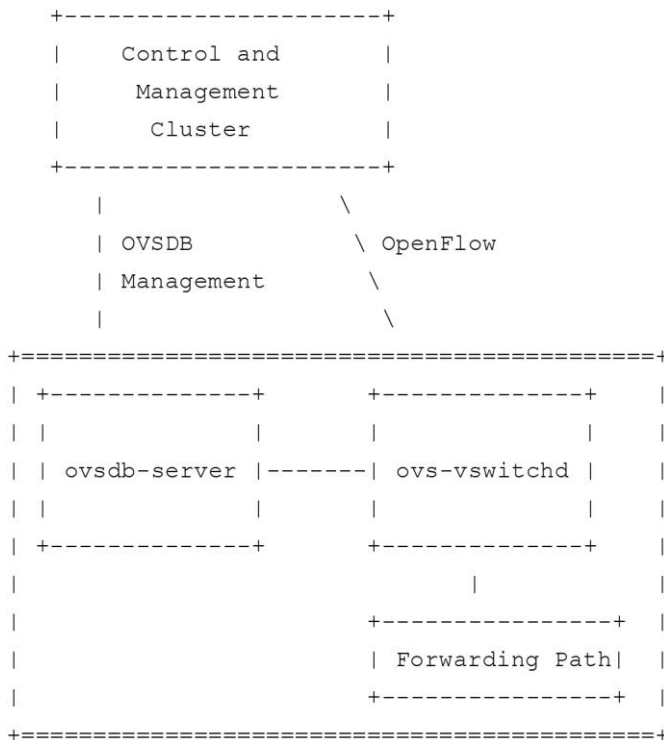 Control and
Management
Cluster
OVSDB
OpenFlow
Management
ovsdb-server
ovs-vswitchd
Forwarding Path